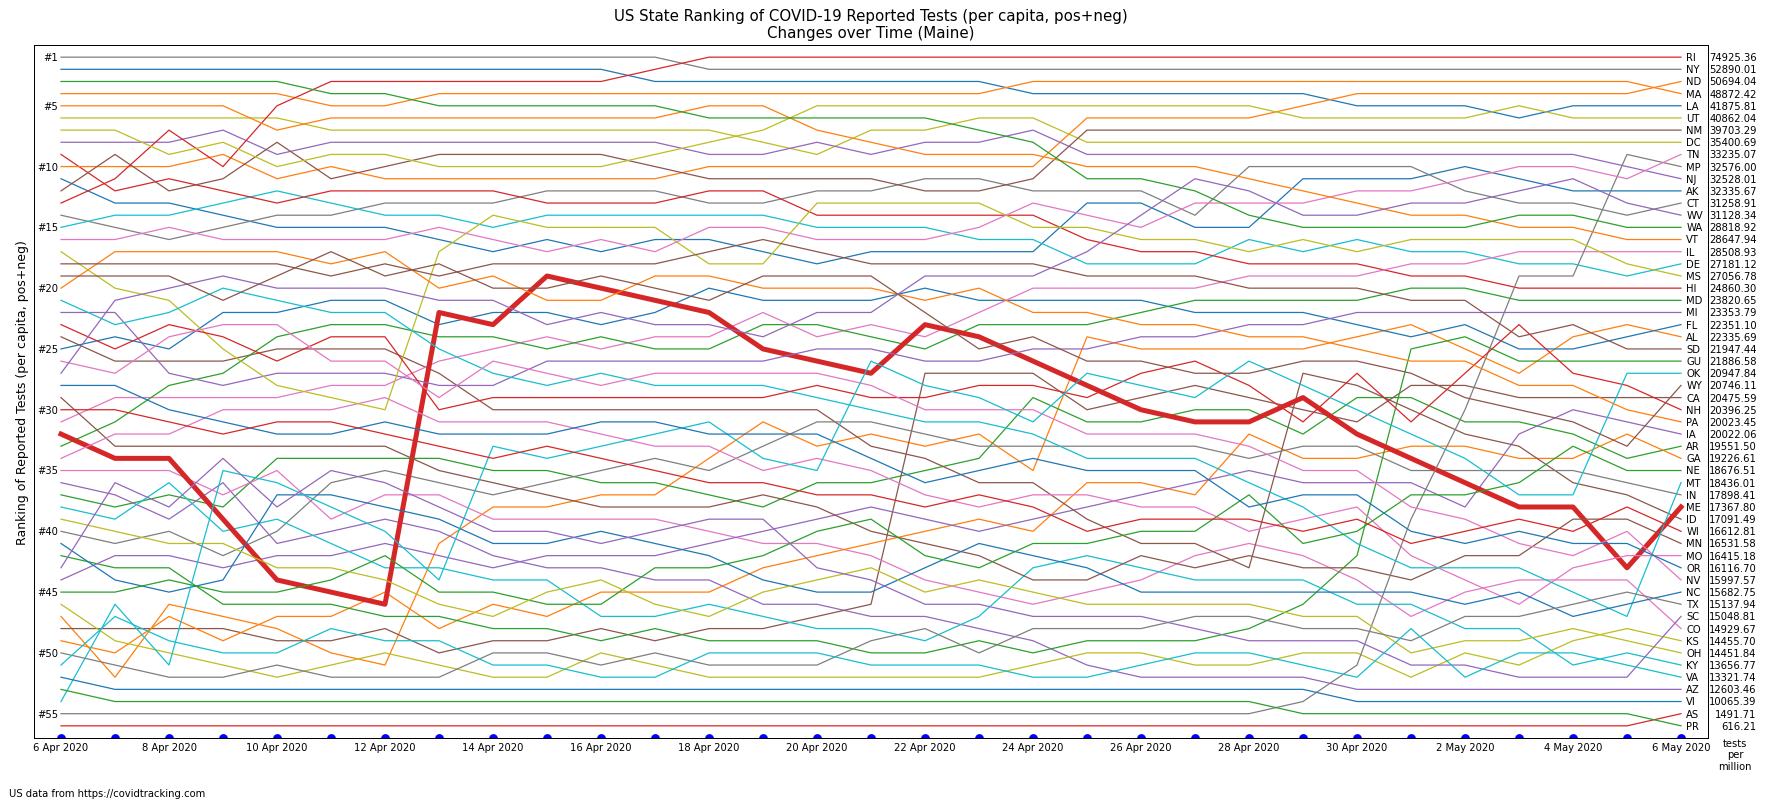 US State Ranking of COVID-19 Reported Tests (per capita, pos+neg)
Changes over Time (Maine)
Ranking of Reported Tests (per capita, pos+neg)
#1
#5
#10
#15
#20
#25
#30
#35
#40
#45
#50
#55
RI 74925.36
NY 52890.01
ND 50694.04
MA 48872.42
LA 41875.81
UT 40862.04
NM 39703.29
DC 35400.69
TN 33235.07
MP 32576.00
NJ 32528.01
AK 32335.67
CT 31258.91
WV 31128.34
WA 28818.92
VT 28647.94
IL 28508.93
DE 27181.12
MS 27056.78
HI 24860.30
MD 23820.65
MI 23353.79
FL 22351.10
AL 22335.69
SD 21947.44
GU 21886.58
OK 20947.84
WY 20746.11
CA 20475.59
NH 20396.25
PA 20023.45
IA 20022.06
AR 19551.50
GA 19226.61
NE 18676.51
MT 18436.01
IN 17898.41
ME 17367.80
ID 17091.49
WI 16612.81
MN 16531.58
MO 16415.18
OR 16116.70
NV 15997.57
NC 15682.75
TX 15137.94
SC 15048.81
CO 14929.67
KS 14455.70
OH 14451.84
KY 13656.77
VA 13321.74
AZ 12603.46
VI 10065.39
AS 1491.71
PR 616.21
6 Apr 2020 8 Apr 2020 10 Apr 2020 12 Apr 2020 14 Apr 2020 16 Apr 2020 18 Apr 2020 20 Apr 2020 22 Apr 2020 24 Apr 2020 26 Apr 2020 28 Apr 2020 30 Apr 2020 2 May 2020 4 May 2020 6 May 2020
tests
per
million
US data from https://covidtracking.com